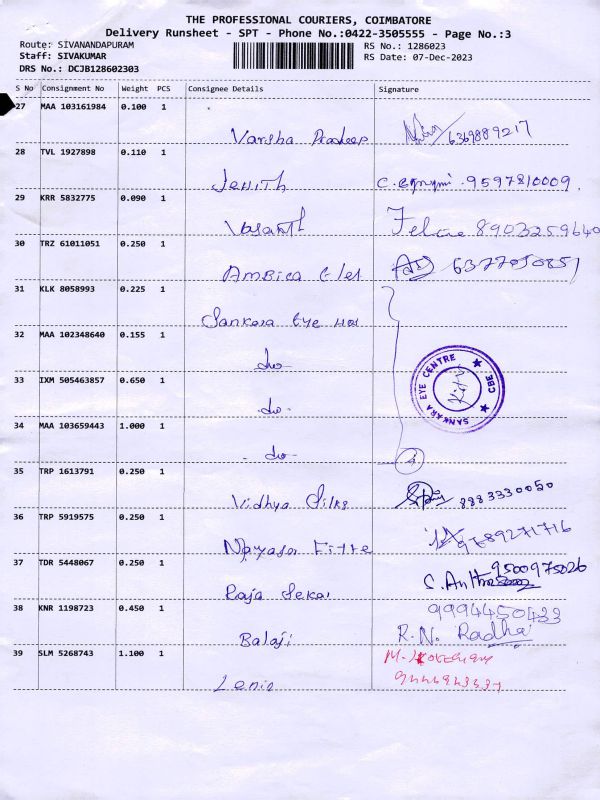 THE PROFESSIONAL COURIERS, COIMBATORE
Delivery Runsheet - SPT - Phone No.:0422-3505555 - Page No.:3
Route: SIVANANDAPURAM
RS No.: 1286023
Staff: SIVAKUMAR
RS Date: 07-Dec-2023
DRS No.: DCJB128602303
S No Consignment No Weight PCS Consignee Details Signature
27 MAA 103161984 0.100 1
Varsha Pradeep 6369889217
28 TVL 1927898 0.110 1
Jenith 9597810009
29 KRR 5832775 0.090 1
Vasanth 8903259640
30 TRZ 61011051 0.250 1
Ambica 6377050851
31 KLK 8058993 0.225 1
Sankara Eye Hos
32 MAA 102348640 0.155 1
do
33 IXM 505463857 0.650 1
do
SANKARA EYE CENTRE ★ CBE ★
34 MAA 103659443 1.000 1
- do - 4
35 TRP 1613791 0.250 1
Vidhya Silks 8883330050
36 TRP 5919575 0.250 1
9789271716
37 TDR 5448067 0.250 1
9500975026
Raja Sekar
38 KNR 1198723 0.450 1
9994450433
Balaji R.N. Radha
39 SLM 5268743 1.100 1
Lenin